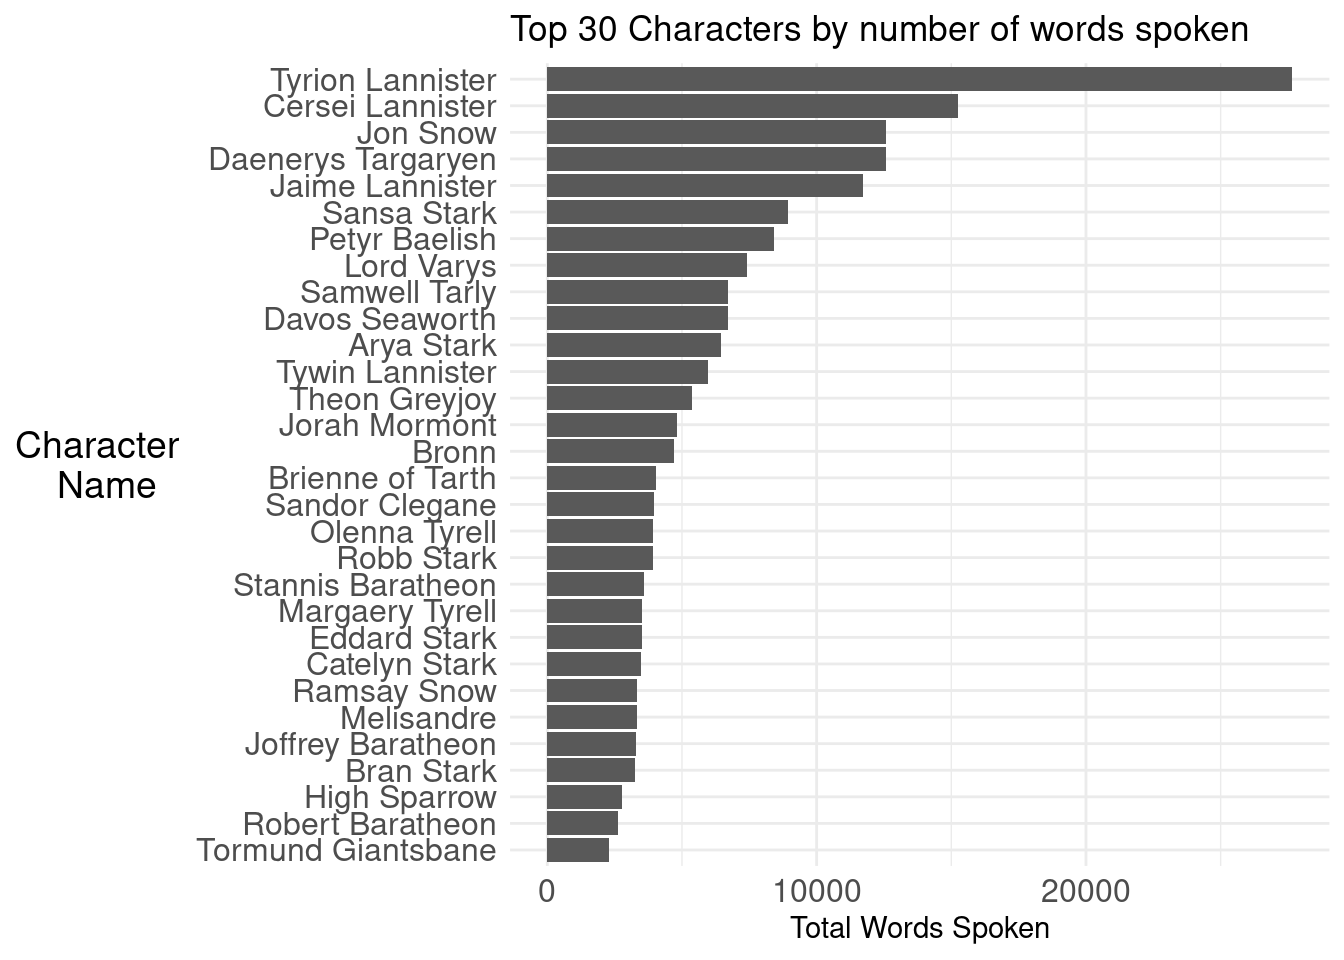 Top 30 Characters by number of words spoken
Tyrion Lannister
Cersei Lannister
Jon Snow
Daenerys Targaryen
Jaime Lannister
Sansa Stark
Petyr Baelish
Lord Varys
Samwell Tarly
Davos Seaworth
Arya Stark
Tywin Lannister
Theon Greyjoy
Jorah Mormont
Bronn
Brienne of Tarth
Sandor Clegane
Olenna Tyrell
Robb Stark
Stannis Baratheon
Margaery Tyrell
Eddard Stark
Catelyn Stark
Ramsay Snow
Melisandre
Joffrey Baratheon
Bran Stark
High Sparrow
Robert Baratheon
Tormund Giantsbane
Character
Name
0 10000 20000
Total Words Spoken